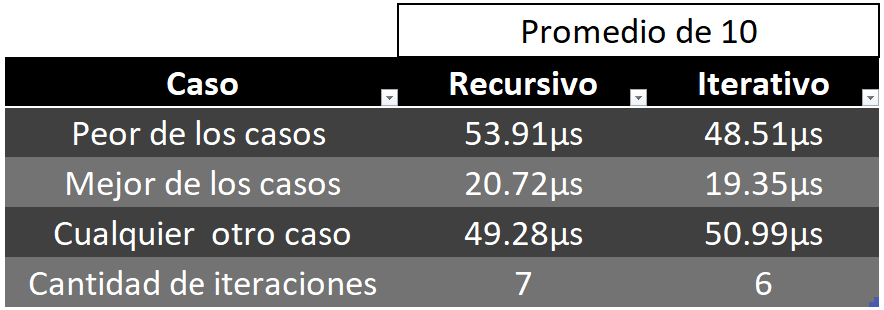 Promedio de 10
Caso Recursivo Iterativo
Peor de los casos 53.91µs 48.51µs
Mejor de los casos 20.72µs 19.35µs
Cualquier  otro caso 49.28µs 50.99µs
Cantidad de iteraciones 7 6